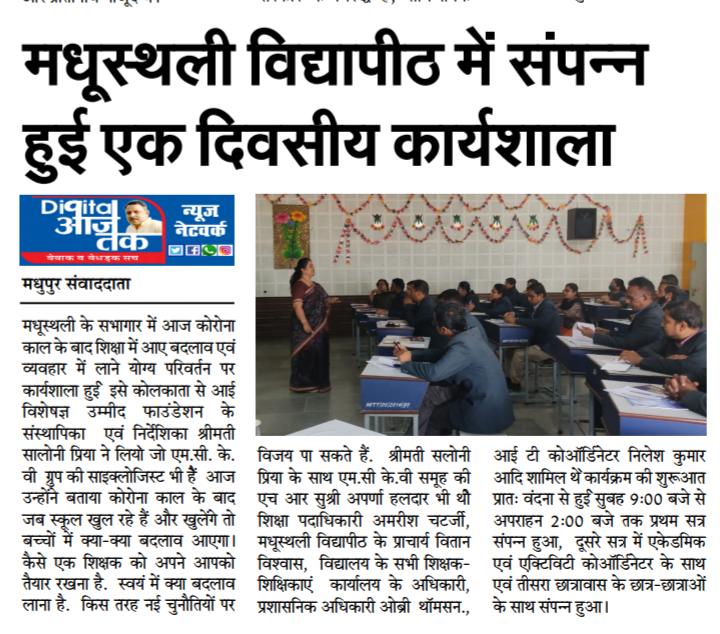 मधूस्थली विद्यापीठ में संपन्न
हुई एक दिवसीय कार्यशाला
Digital
आज
तक
न्यूज
नेटवर्क
बेबाक व बेधड़क सच
मधुपुर संवाददाता
मधूस्थली के सभागार में आज कोरोना
काल के बाद शिक्षा में आए बदलाव एवं
व्यवहार में लाने योग्य परिवर्तन पर
कार्यशाला हुई इसे कोलकाता से आई
विशेषज्ञ उम्मीद फाउंडेशन के
संस्थापिका एवं निर्देशिका श्रीमती
सालोनी प्रिया ने लियो जो एम.सी. के.
वी ग्रुप की साइक्लोजिस्ट भी हैं आज
उन्होंने बताया कोरोना काल के बाद
जब स्कूल खुल रहे हैं और खुलेंगे तो
बच्चों में क्या-क्या बदलाव आएगा।
कैसे एक शिक्षक को अपने आपको
तैयार रखना है. स्वयं में क्या बदलाव
लाना है. किस तरह नई चुनौतियों पर
विजय पा सकते हैं. श्रीमती सलोनी
प्रिया के साथ एम.सी के.वी समूह की
एच आर सुश्री अपर्णा हलदार भी थी
शिक्षा पदाधिकारी अमरीश चटर्जी,
मधूस्थली विद्यापीठ के प्राचार्य वितान
विश्वास, विद्यालय के सभी शिक्षक-
शिक्षिकाएं कार्यालय के अधिकारी,
प्रशासनिक अधिकारी ओब्री थॉमसन.,
आई टी कोऑर्डिनेटर निलेश कुमार
आदि शामिल थें कार्यक्रम की शुरूआत
प्रातः वंदना से हुई सुबह 9:00 बजे से
अपराहन 2:00 बजे तक प्रथम सत्र
संपन्न हुआ, दूसरे सत्र में एकेडमिक
एवं एक्टिविटी कोऑर्डिनेटर के साथ
एवं तीसरा छात्रावास के छात्र-छात्राओं
के साथ संपन्न हुआ।